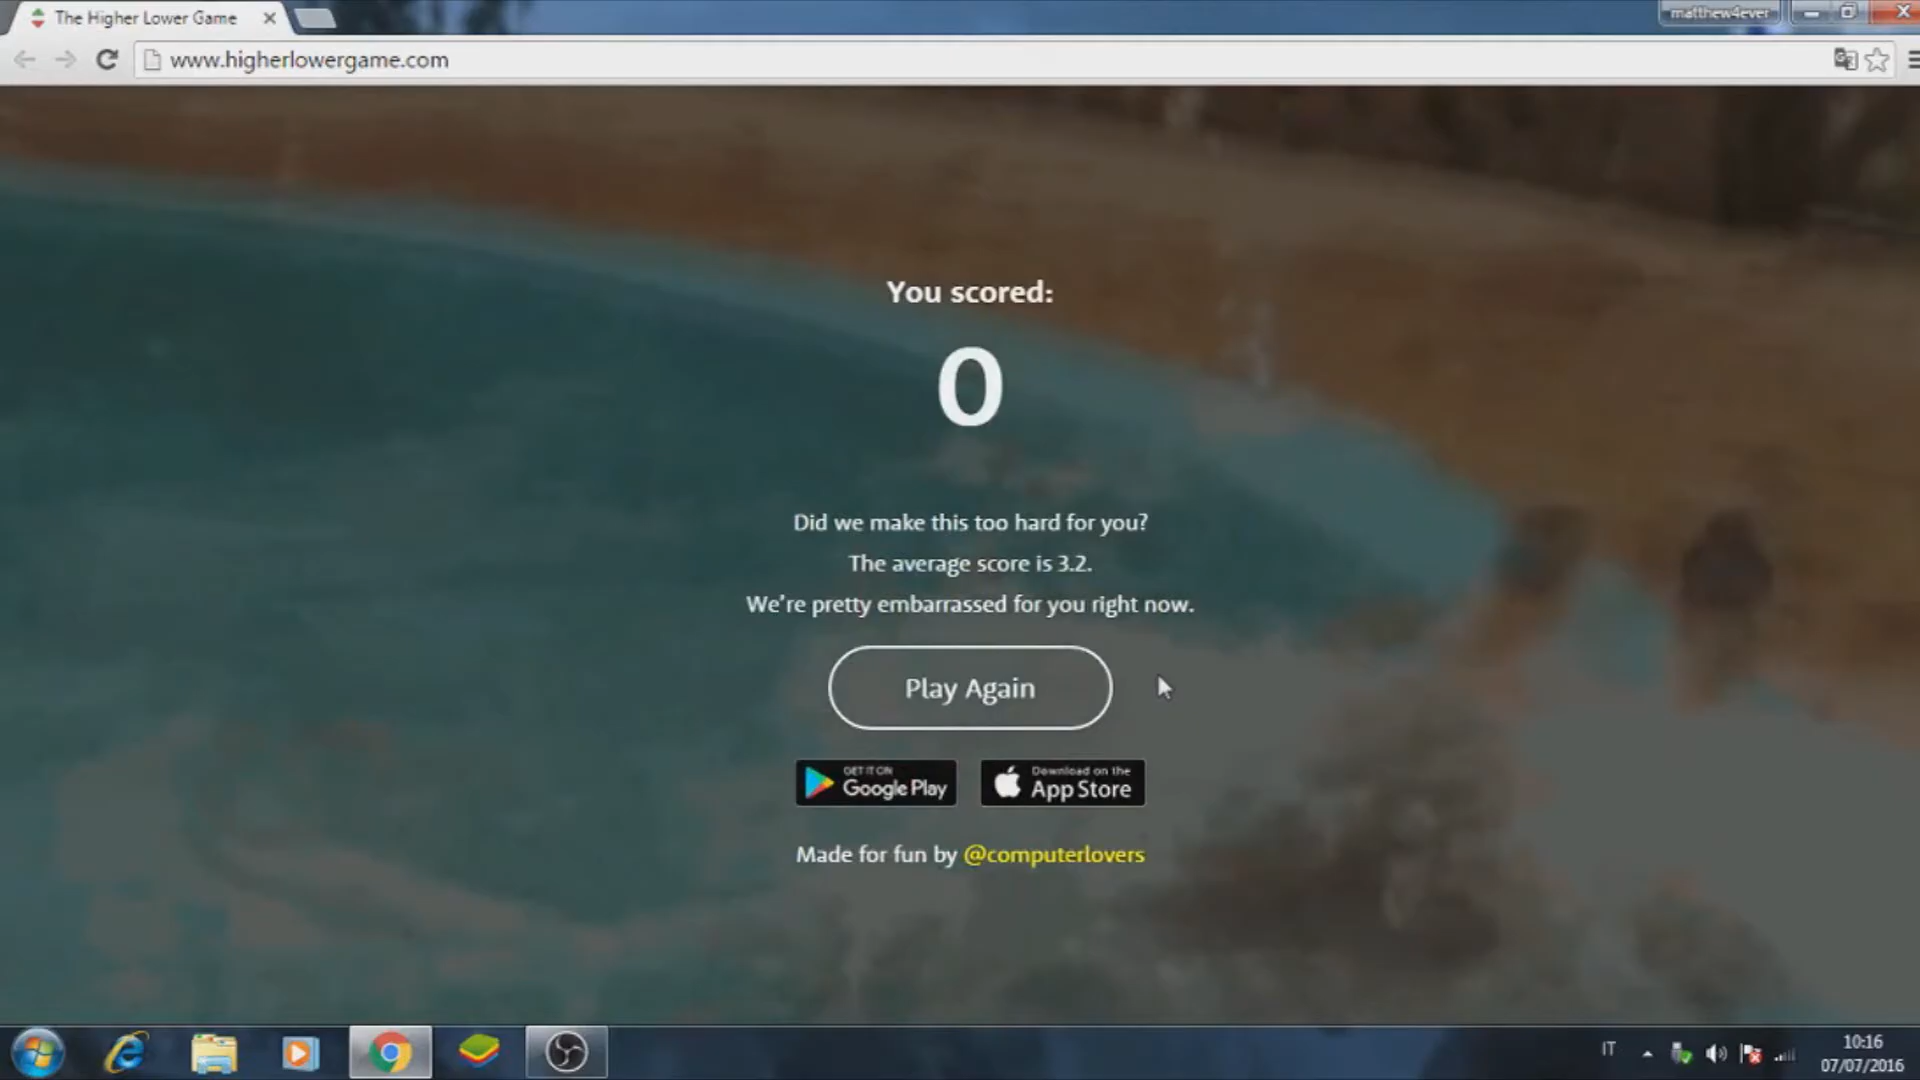 The Higher Lower Game
matthew4ever
www.higherlowergame.com
You scored:
0
Did we make this too hard for you?
The average score is 3.2.
We're pretty embarrassed for you right now.
Play Again
GET IT ON
Google Play
Download on the
App Store
Made for fun by @computerlovers
IT
10:16
07/07/2016